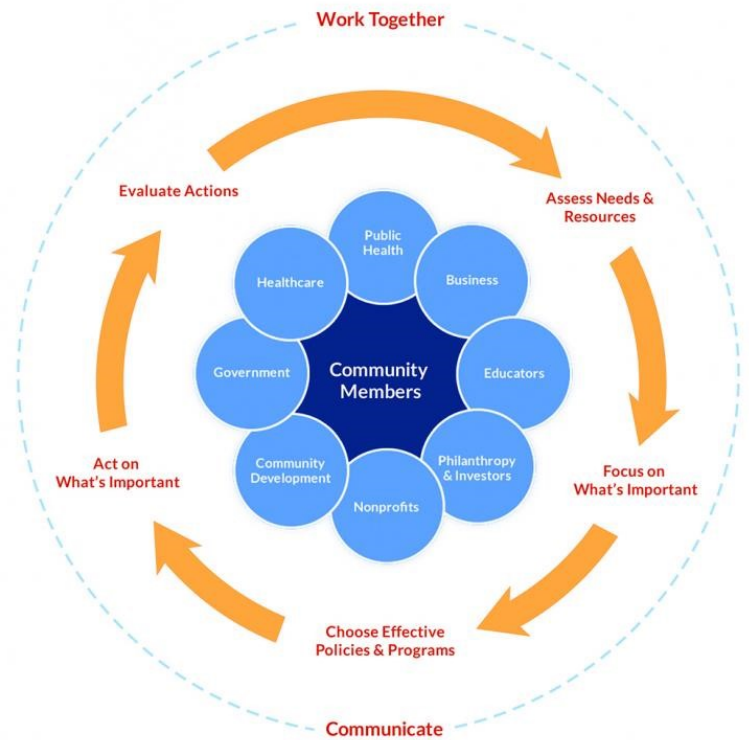 Work Together
Evaluate Actions
Assess Needs &
Resources
Public
Health
Healthcare
Business
Government
Community
Members
Educators
Community
Development
Philanthropy
& Investors
Nonprofits
Act on
What's Important
Focus on
What's Important
Choose Effective
Policies & Programs
Communicate